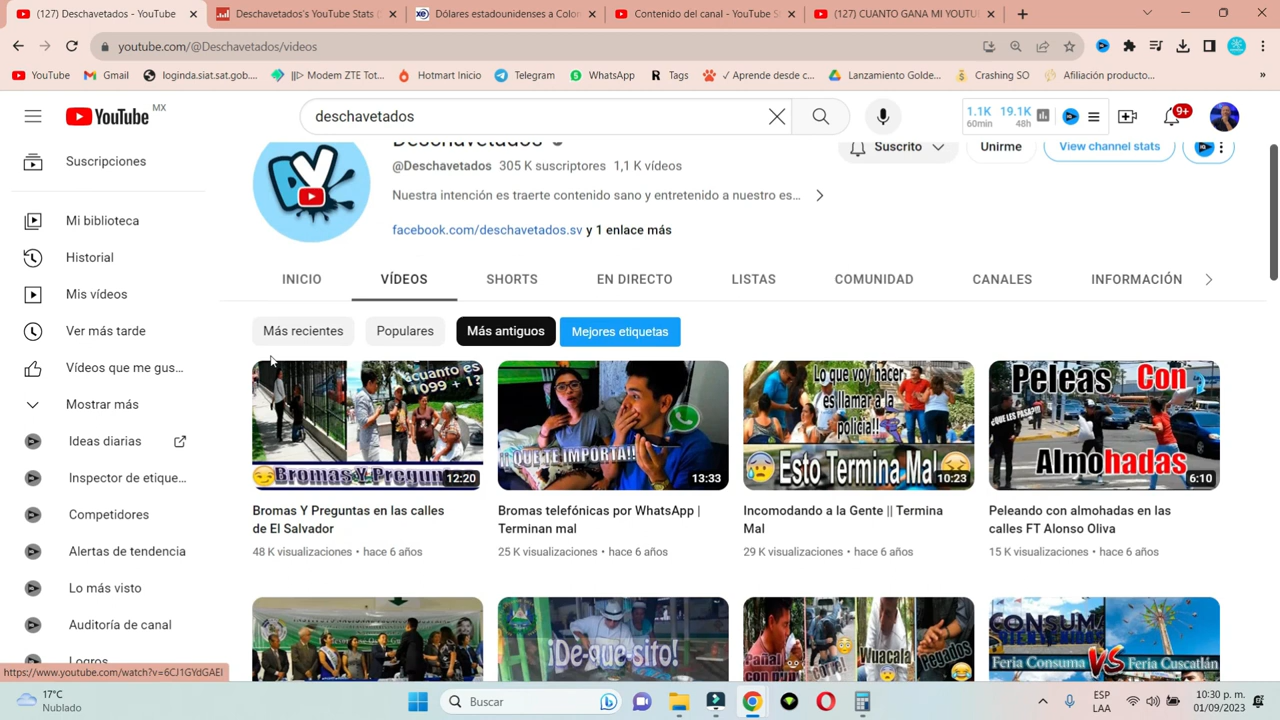 (127) Deschavetados - YouTube
Deschavetados's YouTube Stats (
Dólares estadounidenses a Colon
Contenido del canal - YouTube S
(127) CUANTO GANA MI YOUTU
youtube.com/@Deschavetados/videos
YouTube
Gmail
loginda.siat.sat.gob....
||▷ Modem ZTE Tot...
Hotmart Inicio
Telegram
WhatsApp
R Tags
✓ Aprende desde c...
Lanzamiento Golde...
Crashing SO
Afiliación producto...
»
YouTube MX
deschavetados
1.1K 19.1K
60min 48h
9+
Suscripciones
Mi biblioteca
Historial
Mis vídeos
Ver más tarde
Vídeos que me gus...
Mostrar más
Ideas diarias
Inspector de etique...
Competidores
Alertas de tendencia
Lo más visto
Auditoría de canal
Logros
DY
Deschavetados
@Deschavetados 305 K suscriptores 1,1 K vídeos
Suscrito
Unirme
View channel stats
Nuestra intención es traerte contenido sano y entretenido a nuestro es...
facebook.com/deschavetados.sv y 1 enlace más
INICIO
VÍDEOS
SHORTS
EN DIRECTO
LISTAS
COMUNIDAD
CANALES
INFORMACIÓN
Más recientes
Populares
Más antiguos
Mejores etiquetas
¿cuanto es
1099 + 1?
Bromas Y Pregun
12:20
Bromas Y Preguntas en las calles
de El Salvador
48 K visualizaciones • hace 6 años
¡¡QUE TE IMPORTA!!
13:33
Bromas telefónicas por WhatsApp |
Terminan mal
25 K visualizaciones • hace 6 años
Lo que voy hacer
es llamar a la
policía!!
Esto Termina Mal
10:23
Incomodando a la Gente || Termina
Mal
29 K visualizaciones • hace 6 años
Peleas Con
¿QUE LES PASA?!!
Almohadas
6:10
Peleando con almohadas en las
calles FT Alonso Oliva
15 K visualizaciones • hace 6 años
¡De-que-sito!
Pañal
con
Corre!
Wuacala
Pegados
CONSUMA
Feria Consuma VS Feria Cuscatlán
https://www.youtube.com/watch?v=6CJ1GYdGAEI
17°C
Nublado
Buscar
ESP
LAA
10:30 p. m.
01/09/2023